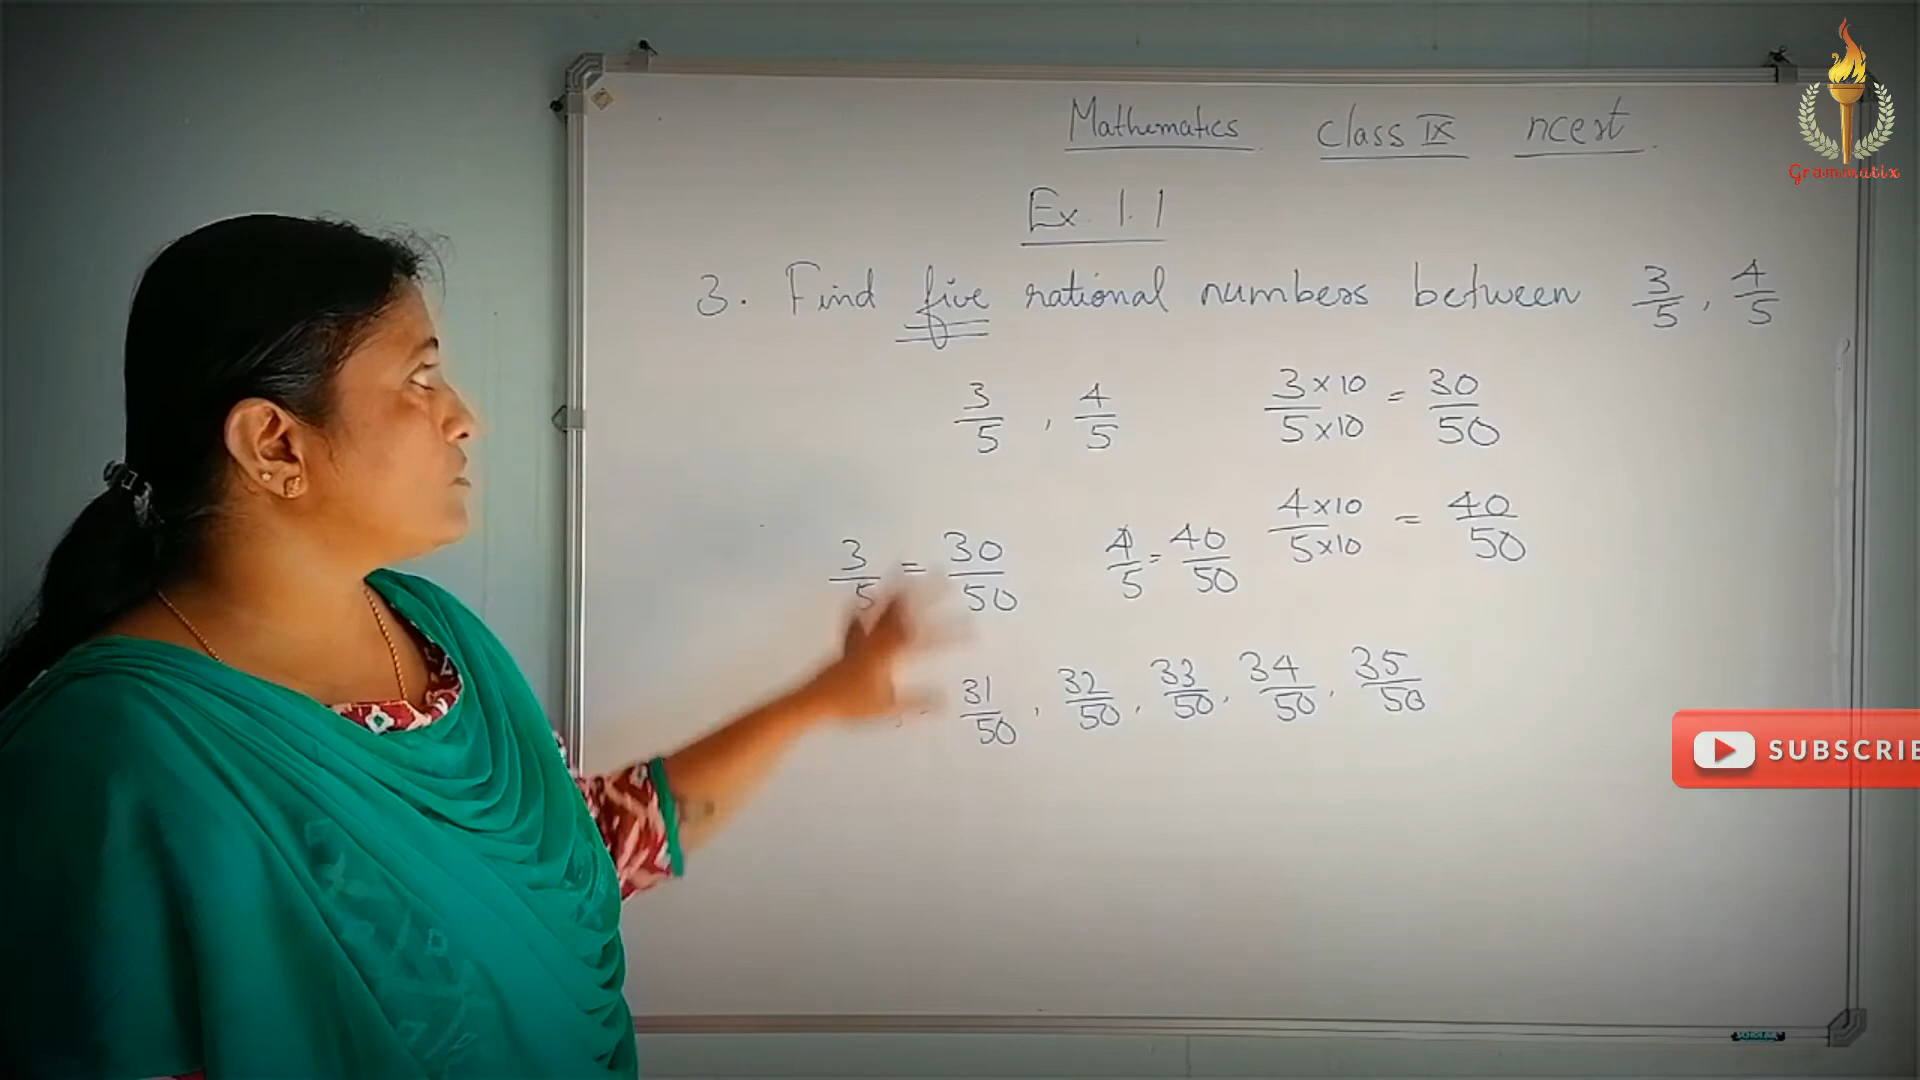 Grammatix
Mathematics Class IX ncert
Ex. 1.1
3. Find five rational numbers between 3/5, 4/5
3/5, 4/5
3×10/5×10 = 30/50
4×10/5×10 = 40/50
3/5 = 30/50 4/5 = 40/50
31/50, 32/50, 33/50, 34/50, 35/50
SUBSCRIBE